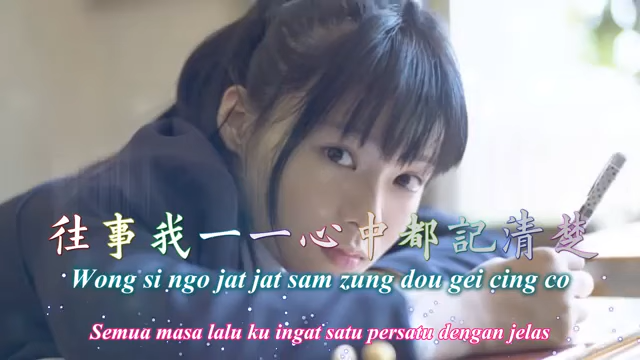 往事我一一心中都記清楚
Wong si ngo jat jat sam zung dou gei cing co
Semua masa lalu ku ingat satu persatu dengan jelas